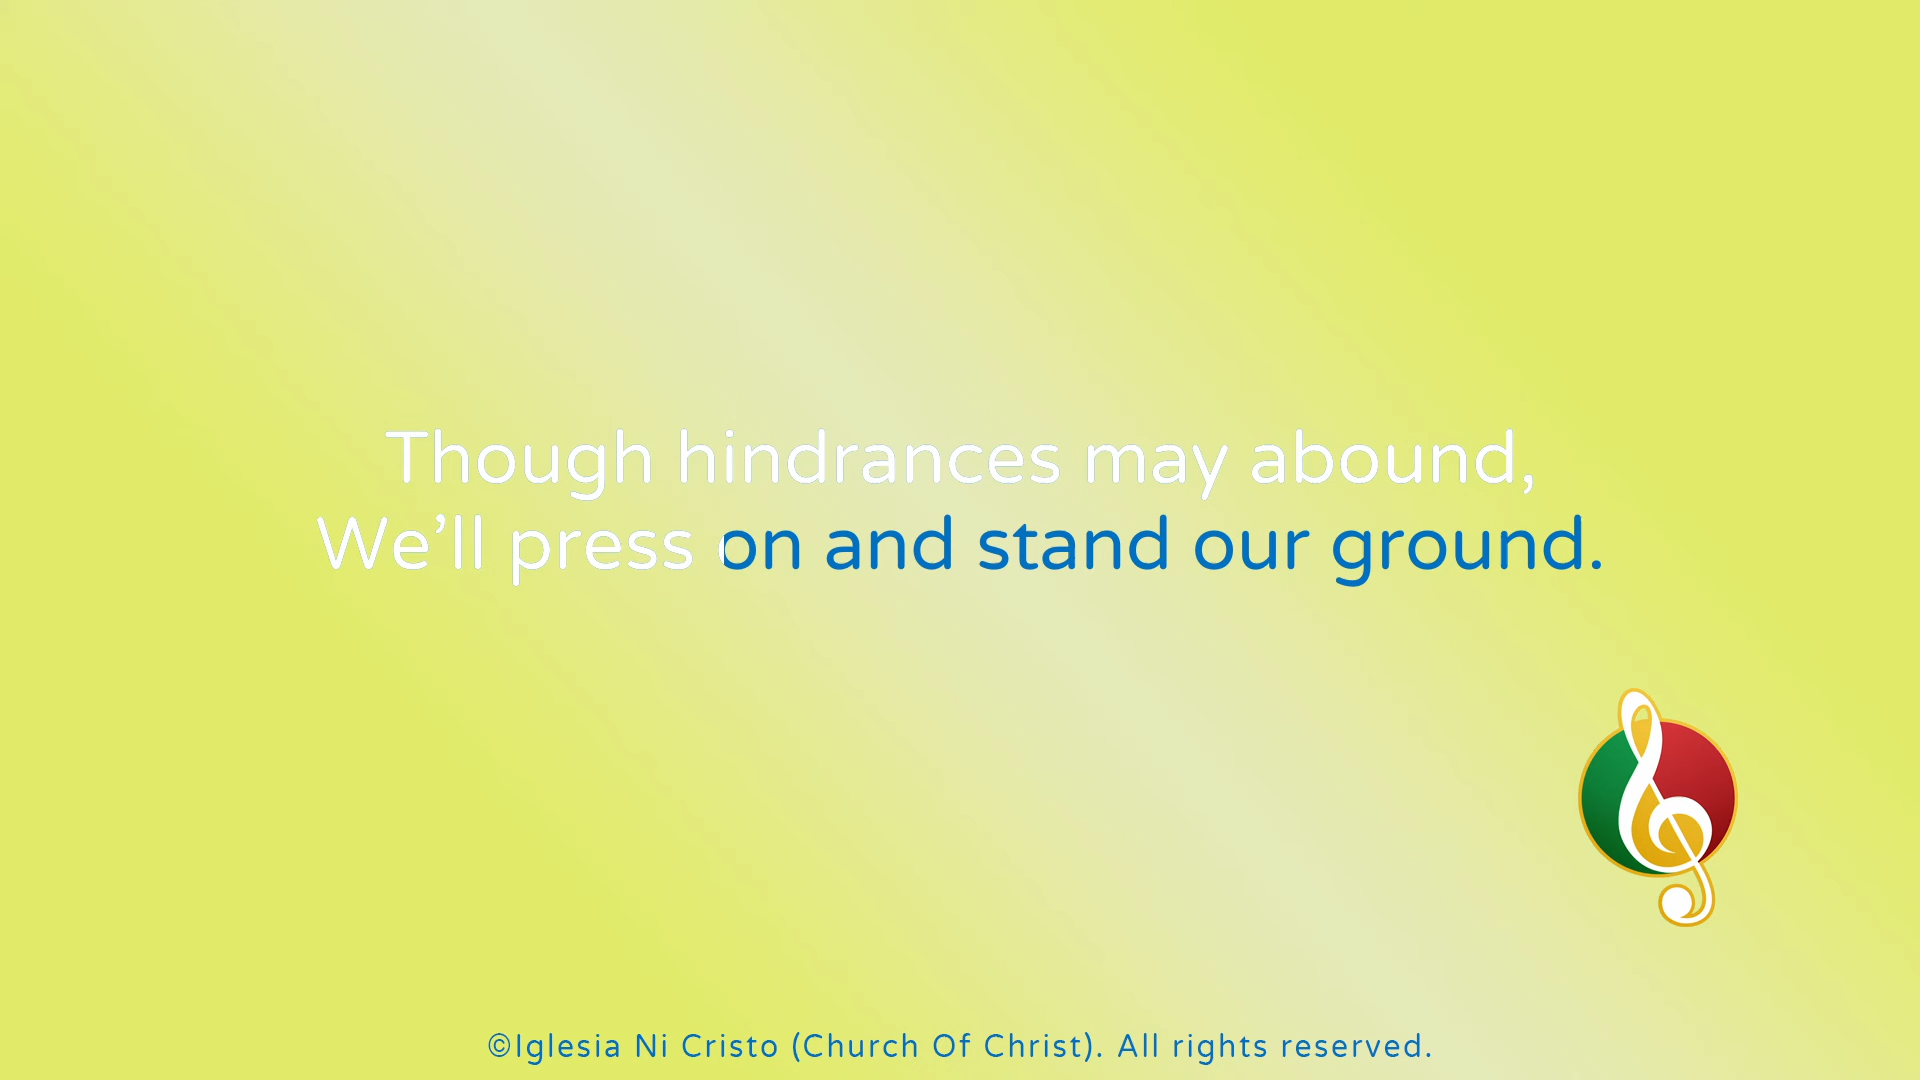 Though hindrances may abound,
We’ll press on and stand our ground.
©Iglesia Ni Cristo (Church Of Christ). All rights reserved.